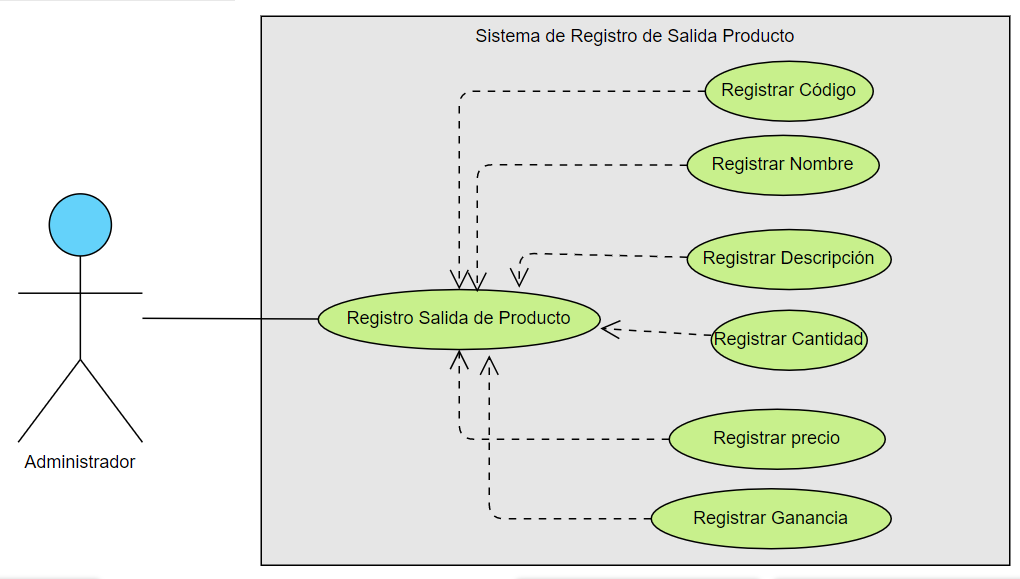 Sistema de Registro de Salida Producto
Registrar Código
Registrar Nombre
Registrar Descripción
Registro Salida de Producto
Registrar Cantidad
Registrar precio
Administrador
Registrar Ganancia